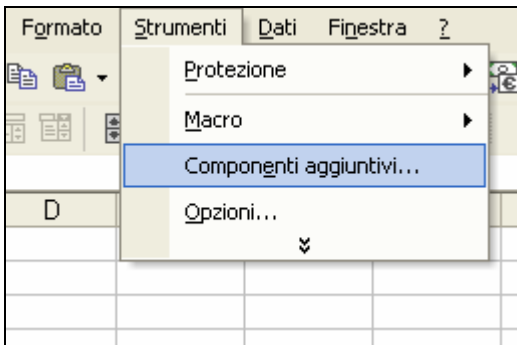 Formato Strumenti Dati Finestra ?
Protezione
Macro
Componenti aggiuntivi...
Opzioni...
D
€